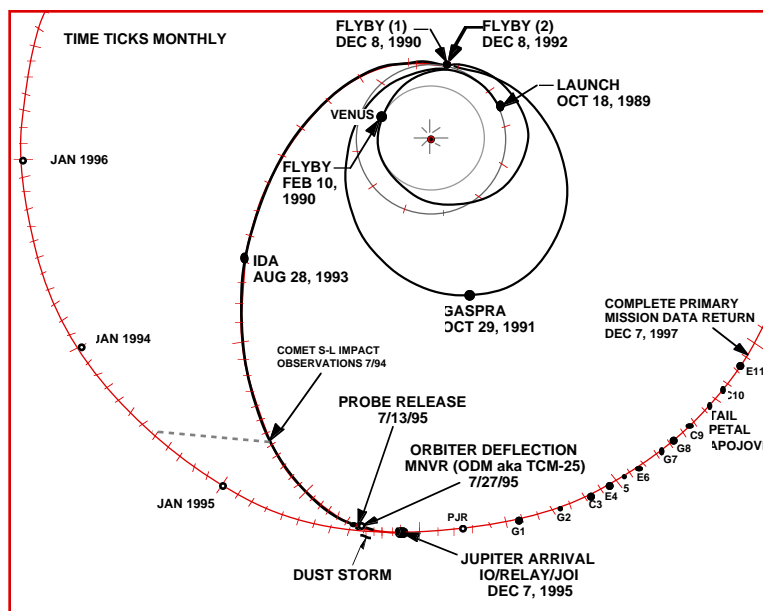 TIME TICKS MONTHLY
FLYBY (1)
DEC 8, 1990
FLYBY (2)
DEC 8, 1992
LAUNCH
OCT 18, 1989
VENUS
FLYBY
FEB 10,
1990
JAN 1996
IDA
AUG 28, 1993
GASPRA
OCT 29, 1991
COMPLETE PRIMARY
MISSION DATA RETURN
DEC 7, 1997
JAN 1994
COMET S-L IMPACT
OBSERVATIONS 7/94
E11
C10
TAIL
PETAL
APOJOV
C9
G8
G7
E6
5
E4
C3
G2
G1
PJR
PROBE RELEASE
7/13/95
ORBITER DEFLECTION
MNVR (ODM aka TCM-25)
7/27/95
JAN 1995
DUST STORM
JUPITER ARRIVAL
IO/RELAY/JOI
DEC 7, 1995